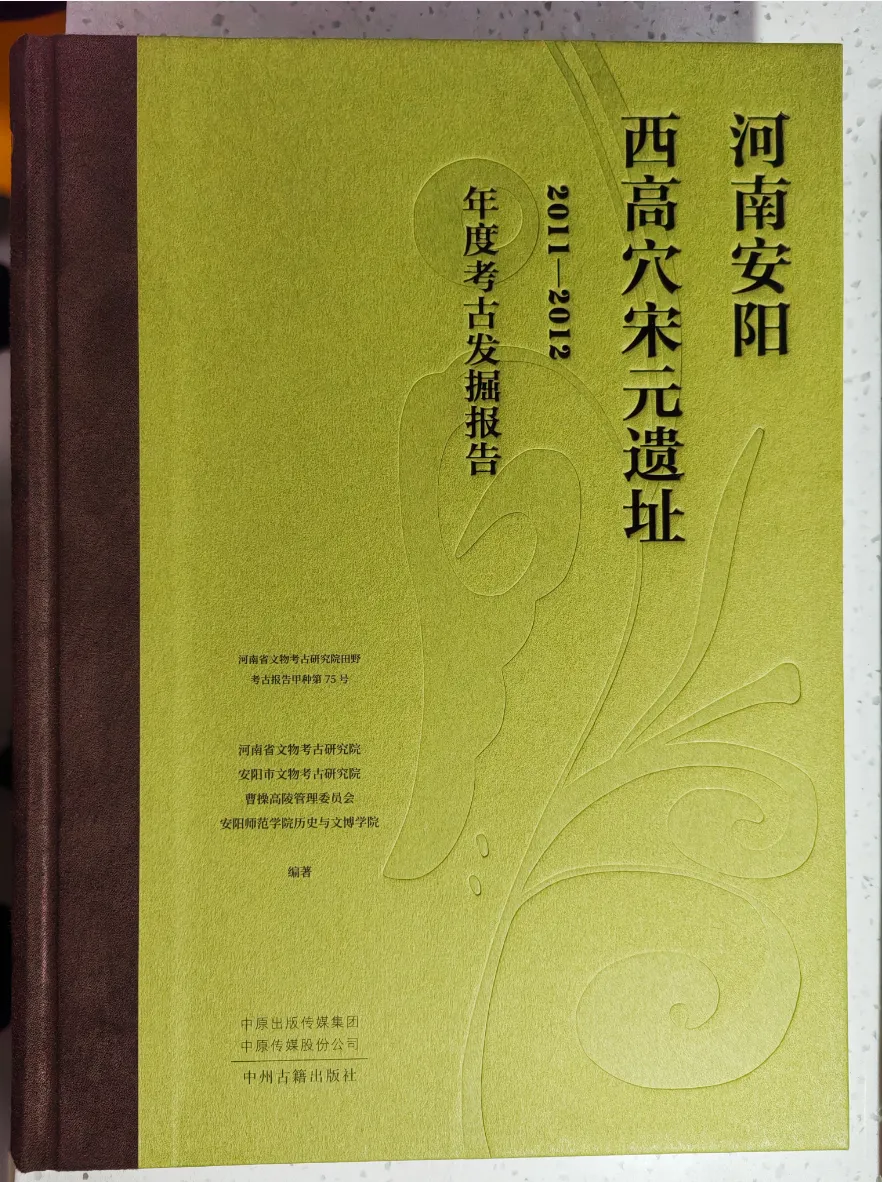 河南安阳
西高穴宋元遗址
2011—2012
年度考古发掘报告
河南省文物考古研究院田野
考古报告甲种第 75 号
河南省文物考古研究院
安阳市文物考古研究院
曹操高陵管理委员会
安阳师范学院历史与文博学院
编著
中原出版传媒集团
中原传媒股份公司
中州古籍出版社